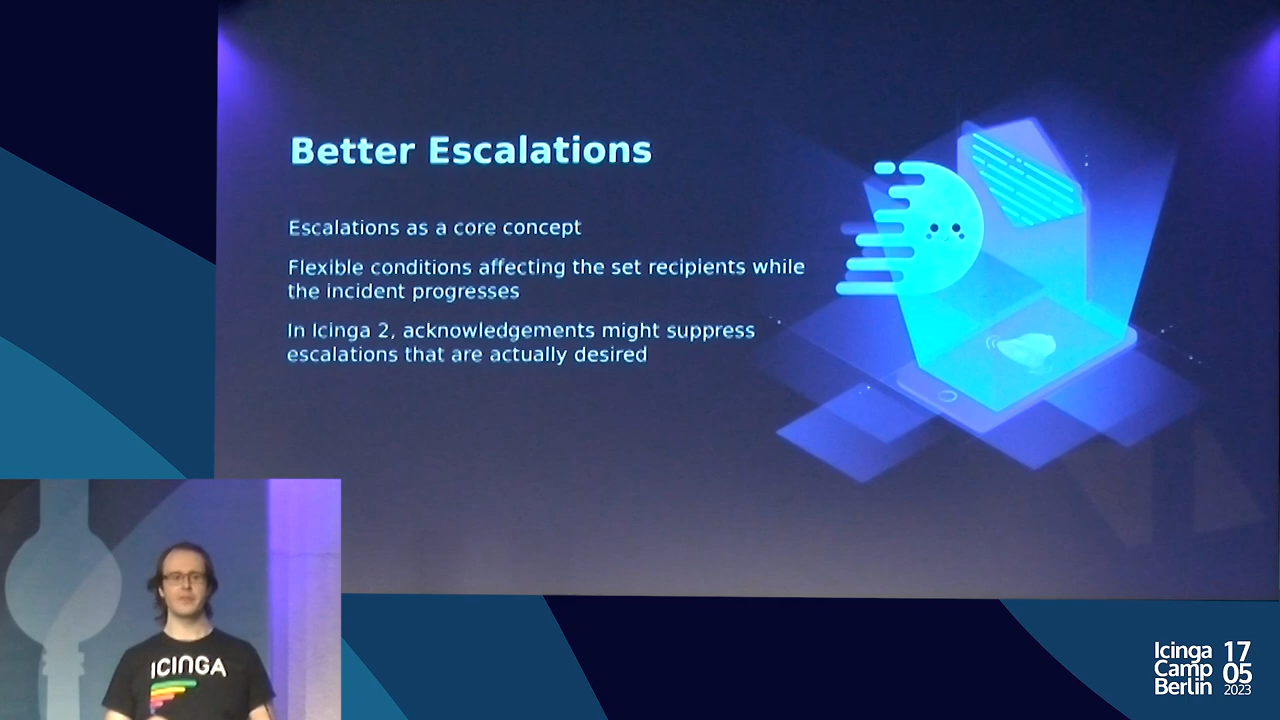 Better Escalations
Escalations as a core concept
Flexible conditions affecting the set recipients while
the incident progresses
In Icinga 2, acknowledgements might suppress
escalations that are actually desired
ICINGA
Icinga
Camp
Berlin
17
05
2023